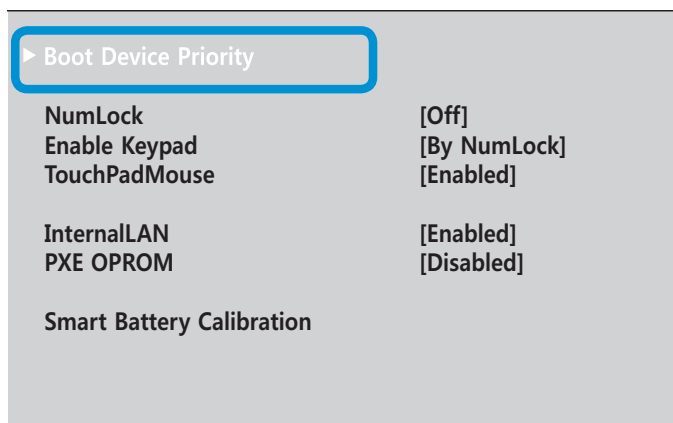 ▶ Boot Device Priority
NumLock [Off]
Enable Keypad [By NumLock]
TouchPadMouse [Enabled]
InternalLAN [Enabled]
PXE OPROM [Disabled]
Smart Battery Calibration